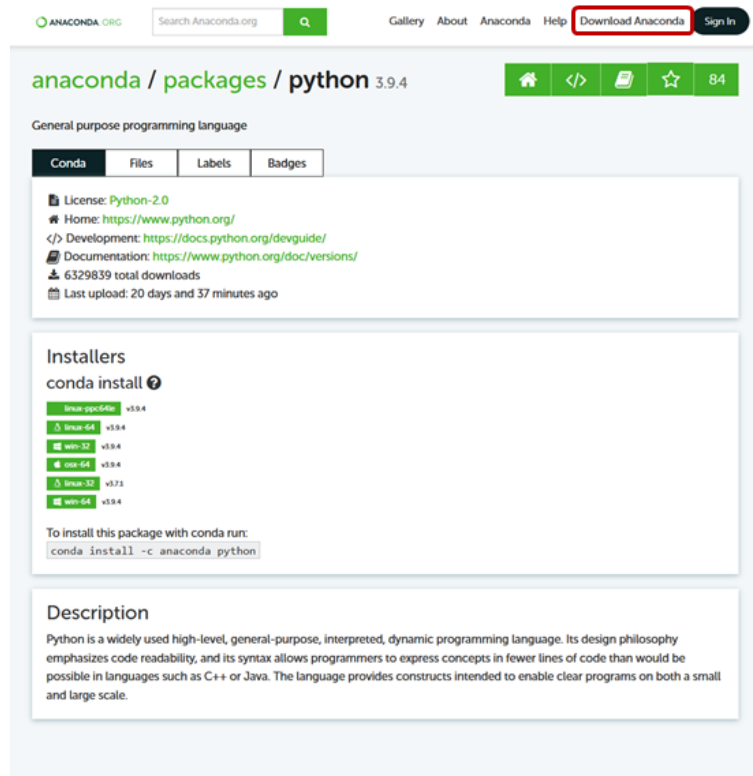 ANACONDA.ORG
Search Anaconda.org
Gallery About Anaconda Help Download Anaconda Sign In
anaconda / packages / python 3.9.4
84
General purpose programming language
Conda Files Labels Badges
License: Python-2.0
Home: https://www.python.org/
</> Development: https://docs.python.org/devguide/
Documentation: https://www.python.org/doc/versions/
6329839 total downloads
Last upload: 20 days and 37 minutes ago
Installers
conda install
linux-ppc64le v3.9.4
linux-64 v3.9.4
win-32 v3.9.4
osx-64 v3.9.4
linux-32 v3.7.1
win-64 v3.9.4
To install this package with conda run:
conda install -c anaconda python
Description
Python is a widely used high-level, general-purpose, interpreted, dynamic programming language. Its design philosophy
emphasizes code readability, and its syntax allows programmers to express concepts in fewer lines of code than would be
possible in languages such as C++ or Java. The language provides constructs intended to enable clear programs on both a small
and large scale.